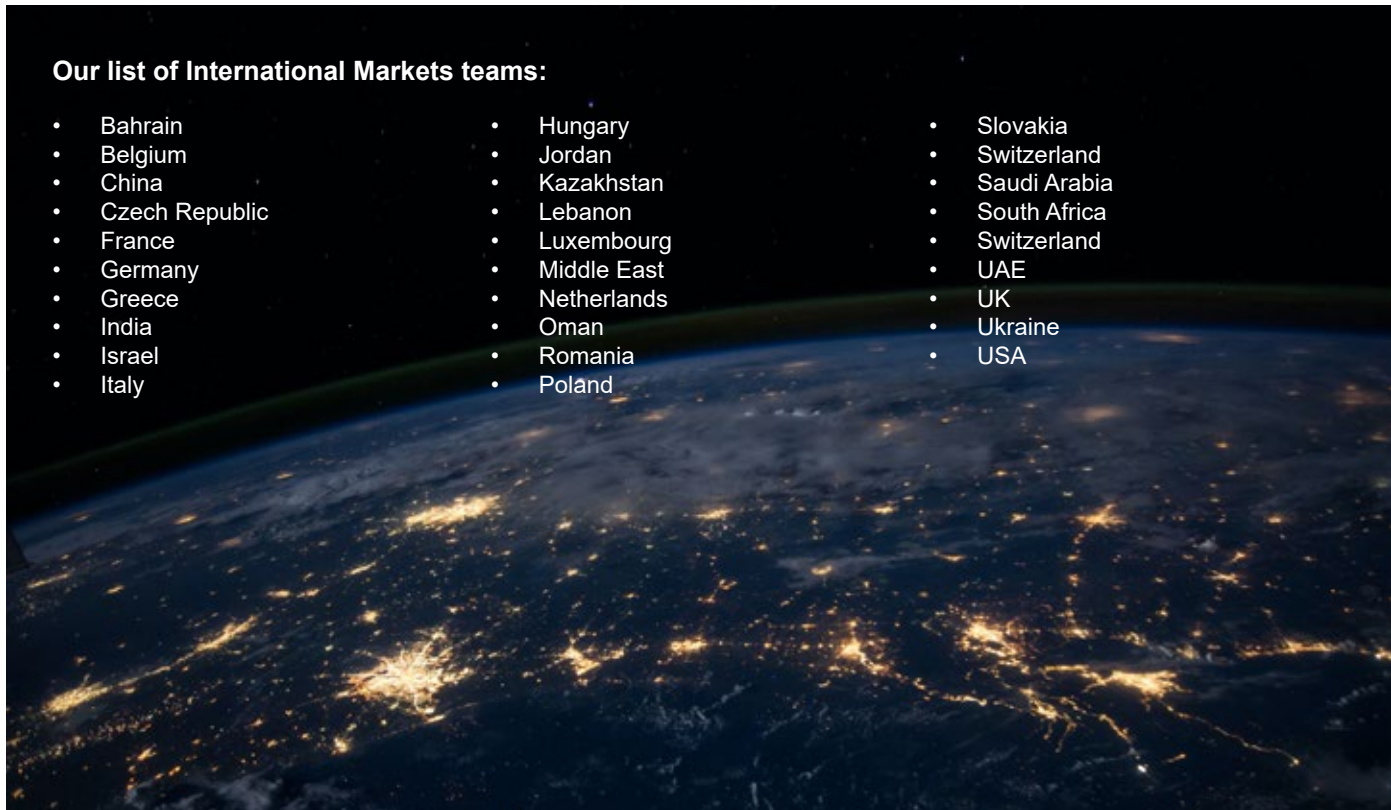 Our list of International Markets teams:
• Bahrain
• Belgium
• China
• Czech Republic
• France
• Germany
• Greece
• India
• Israel
• Italy
• Hungary
• Jordan
• Kazakhstan
• Lebanon
• Luxembourg
• Middle East
• Netherlands
• Oman
• Romania
• Poland
• Slovakia
• Switzerland
• Saudi Arabia
• South Africa
• Switzerland
• UAE
• UK
• Ukraine
• USA